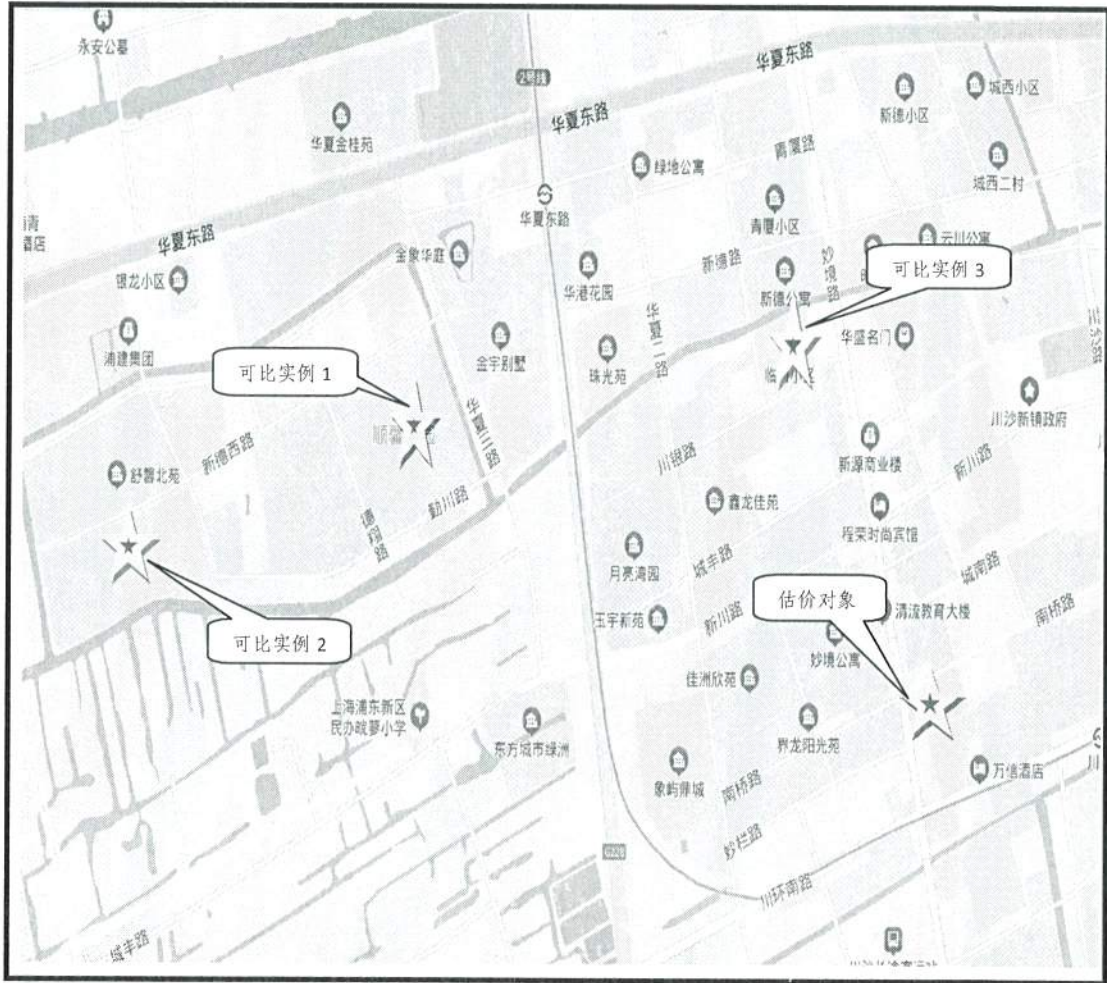 永安公墓
2号线
华夏东路
城西小区
新德小区
华夏东路
华夏金桂苑
绿地公寓
青厦路
城西二村
华夏东路
青厦小区
华夏东路
金象华庭
云川公寓
妙境路
新德路
可比实例 3
银龙小区
华港花园
新德公寓
华夏二路
浦建集团
金宇别墅
华盛名门
可比实例 1
珠光苑
川沙新镇政府
华夏三路
新德西路
川银路
新源商业楼
新川路
舒馨北苑
勤川路
德翔路
鑫龙佳苑
程荣时尚宾馆
月亮湾园
城丰路
城南路
估价对象
清流教育大楼
南桥路
玉宇新苑
新川路
可比实例 2
妙境公寓
佳洲欣苑
上海浦东新区
民办皖蓼小学
东方城市绿洲
界龙阳光苑
万信酒店
象屿鼎城
南桥路
妙栏路
G228
川环南路
城丰路